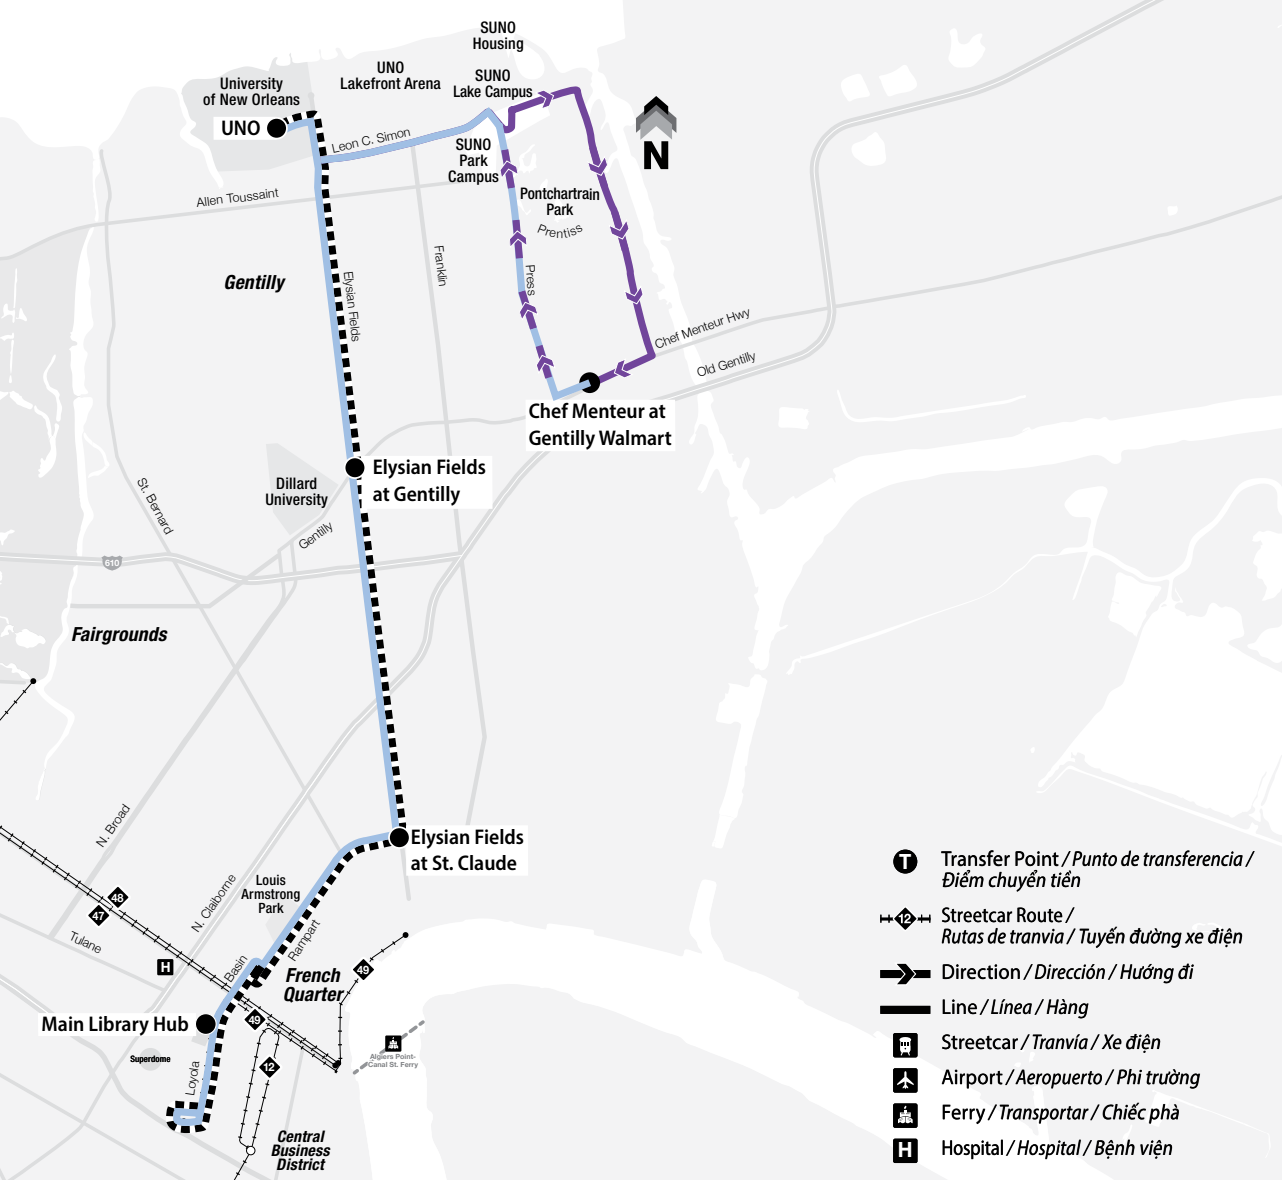 SUNO
Housing
UNO
Lakefront Arena
SUNO
Lake Campus
University
of New Orleans
UNO
Leon C. Simon
SUNO
Park
Campus
N
Allen Toussaint
Pontchartrain
Park
Prentiss
Gentilly
Elysian Fields
Franklin
Press
Chef Menteur Hwy
Old Gentilly
Chef Menteur at
Gentilly Walmart
Elysian Fields
at Gentilly
Dillard
University
St. Bernard
Gentilly
610
Fairgrounds
N. Broad
Elysian Fields
at St. Claude
Louis
Armstrong
Park
N. Claiborne
48
47
Tulane
H
Basin
Rampart
French
Quarter
49
Main Library Hub
49
Superdome
Loyola
12
Algiers Point-
Canal St. Ferry
Central
Business
District
T Transfer Point / Punto de transferencia /
Điểm chuyển tiền
12 Streetcar Route /
Rutas de tranvia / Tuyến đường xe điện
Direction / Dirección / Hướng đi
Line / Línea / Hàng
Streetcar / Tranvía / Xe điện
Airport / Aeropuerto / Phi trường
Ferry / Transportar / Chiếc phà
H Hospital / Hospital / Bệnh viện